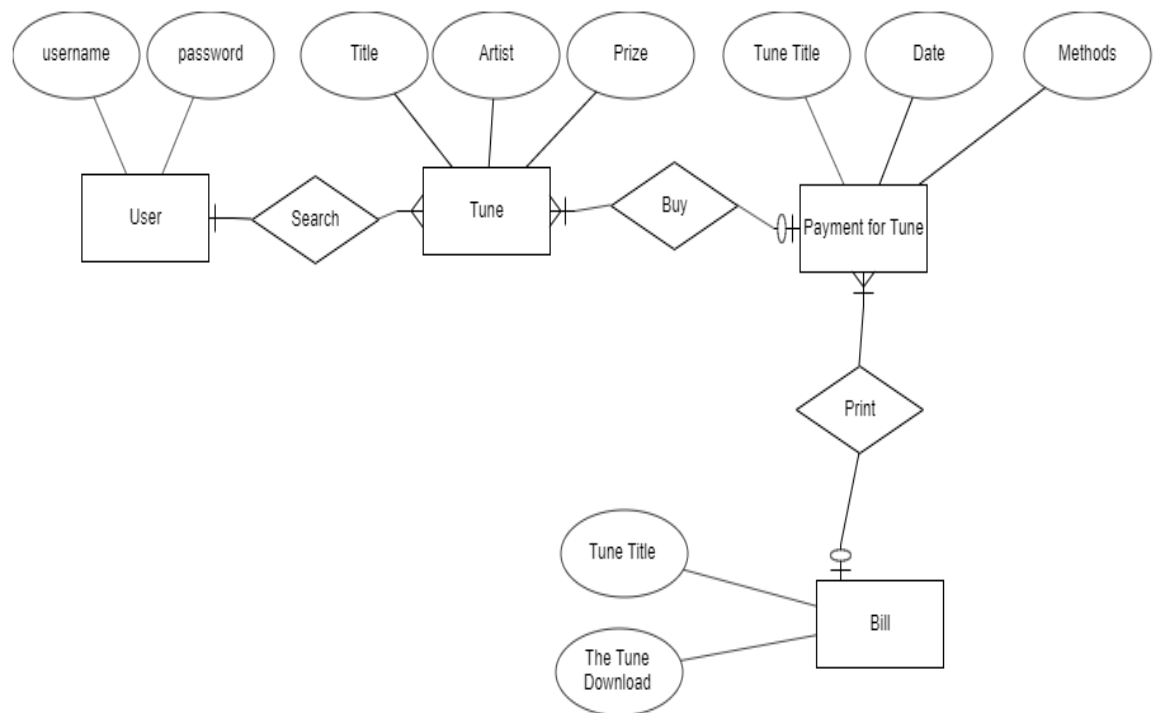 username
password
Title
Artist
Prize
Tune Title
Date
Methods
User
Search
Tune
Buy
Payment for Tune
Print
Tune Title
Bill
The Tune
Download